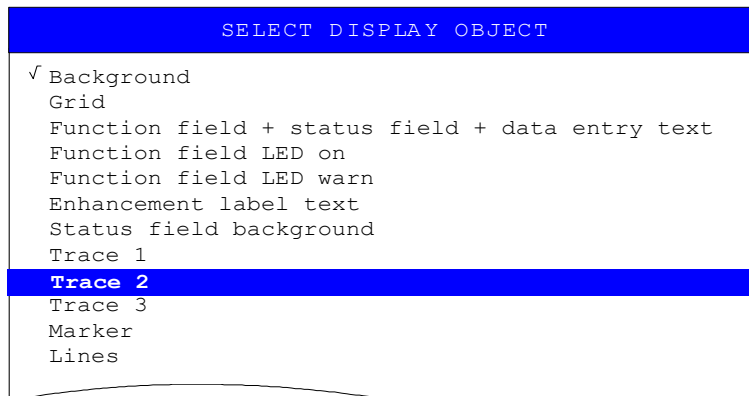 SELECT DISPLAY OBJECT
√ Background
Grid
Function field + status field + data entry text
Function field LED on
Function field LED warn
Enhancement label text
Status field background
Trace 1
Trace 2
Trace 3
Marker
Lines